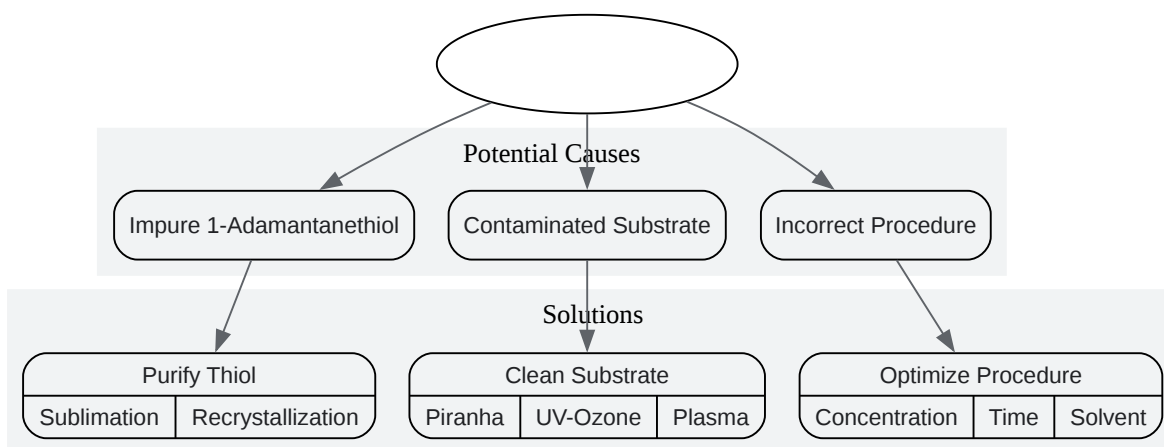 Potential Causes
Impure 1-Adamantanethiol
Contaminated Substrate
Incorrect Procedure
Solutions
Purify Thiol
Sublimation
Recrystallization
Clean Substrate
Piranha
UV-Ozone
Plasma
Optimize Procedure
Concentration
Time
Solvent